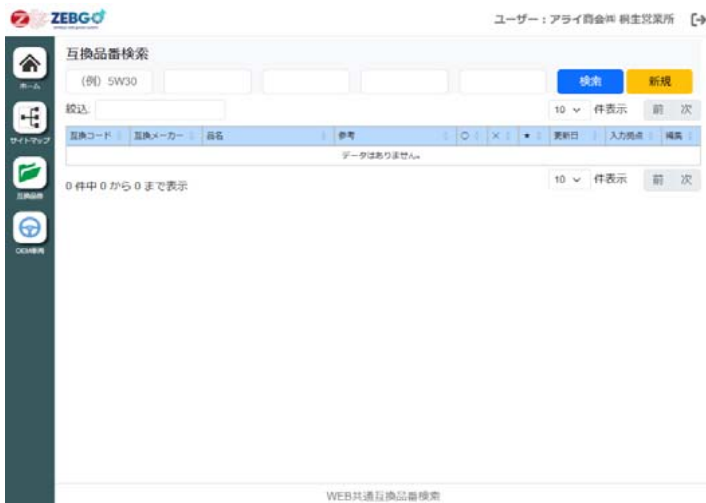 ZEBGO
ユーザー：アライ商会㈱ 桐生営業所
ホーム
サイトマップ
互換品番
OEM車両
互換品番検索
(例) 5W30
検索 新規
絞込:
10 件表示 前 次
互換コード 互換メーカー 品名 参考 〇 × ★ 更新日 入力拠点 編集
データはありません。
0 件中 0 から 0 まで表示
10 件表示 前 次
WEB共通互換品番検索